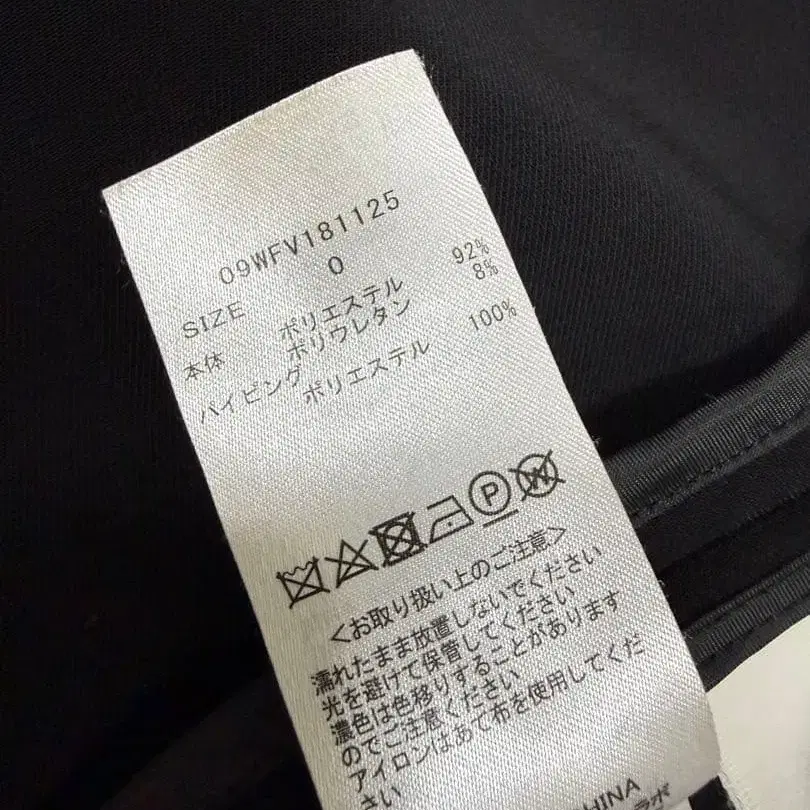 09WFV181125
SIZE 0
本体 ポリエステル 92%
ポリウレタン 8%
パイピング
ポリエステル 100%
P W
<お取り扱い上のご注意>
濡れたまま放置しないでください
光を避けて保管してください
濃色は色移りすることがあります
のでご注意ください
アイロンはあて布を使用してくだ
さい
CHINA